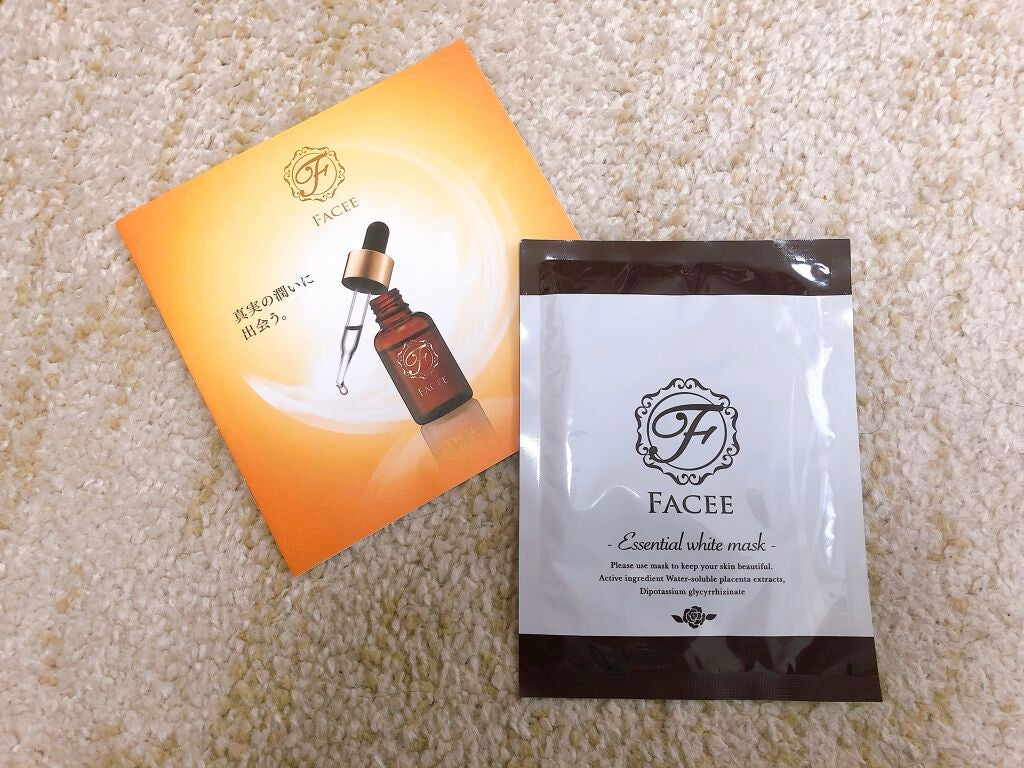 F
FACEE
真実の潤いに
出会う。
F
FACEE
F
FACEE
- Essential white mask -
Please use mask to keep your skin beautiful.
Active ingredient Water-soluble placenta extracts,
Dipotassium glycyrrhizinate